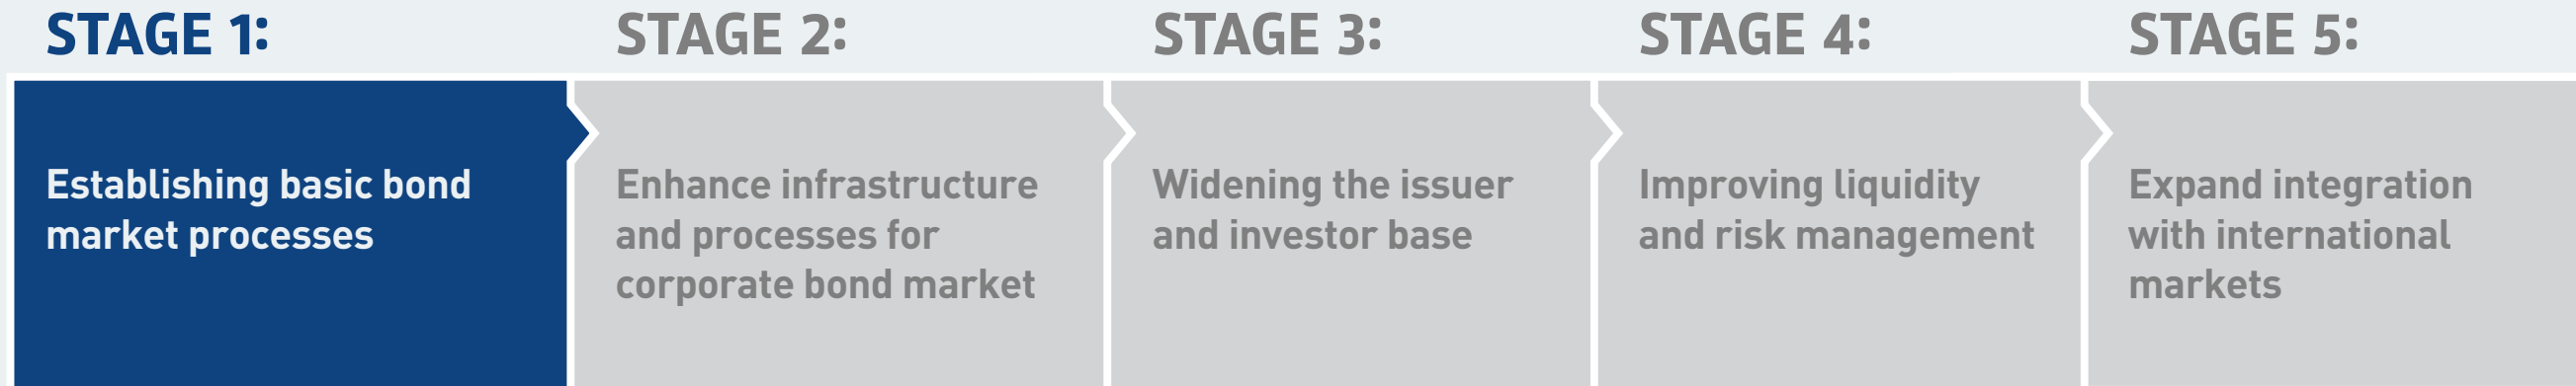 STAGE 1:
Establishing basic bond
market processes
STAGE 2:
Enhance infrastructure
and processes for
corporate bond market
STAGE 3:
Widening the issuer
and investor base
STAGE 4:
Improving liquidity
and risk management
STAGE 5:
Expand integration
with international
markets